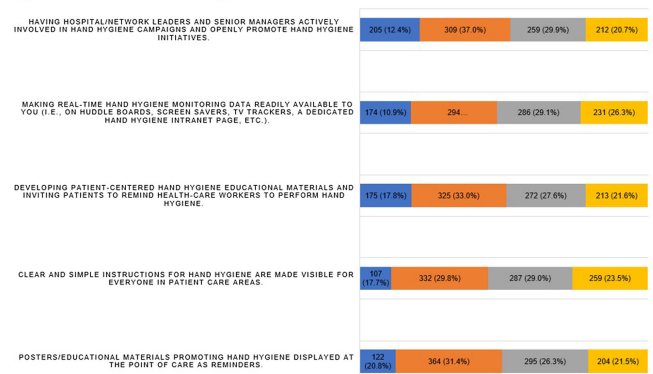 HAVING HOSPITAL/NETWORK LEADERS AND SENIOR MANAGERS ACTIVELY
INVOLVED IN HAND HYGIENE CAMPAIGNS AND OPENLY PROMOTE HAND HYGIENE
INITIATIVES.
205 (12.4%) 309 (37.0%) 259 (29.9%) 212 (20.7%)
MAKING REAL-TIME HAND HYGIENE MONITORING DATA READILY AVAILABLE TO
YOU (I.E., ON HUDDLE BOARDS, SCREEN SAVERS, TV TRACKERS, A DEDICATED
HAND HYGIENE INTRANET PAGE, ETC.).
174 (10.9%) 294... 286 (29.1%) 231 (26.3%)
DEVELOPING PATIENT-CENTERED HAND HYGIENE EDUCATIONAL MATERIALS AND
INVITING PATIENTS TO REMIND HEALTH-CARE WORKERS TO PERFORM HAND
HYGIENE.
175 (17.8%) 325 (33.0%) 272 (27.6%) 213 (21.6%)
CLEAR AND SIMPLE INSTRUCTIONS FOR HAND HYGIENE ARE MADE VISIBLE FOR
EVERYONE IN PATIENT CARE AREAS.
107
(17.7%) 332 (29.8%) 287 (29.0%) 259 (23.5%)
POSTERS/EDUCATIONAL MATERIALS PROMOTING HAND HYGIENE DISPLAYED AT
THE POINT OF CARE AS REMINDERS.
122
(20.8%) 364 (31.4%) 295 (26.3%) 204 (21.5%)